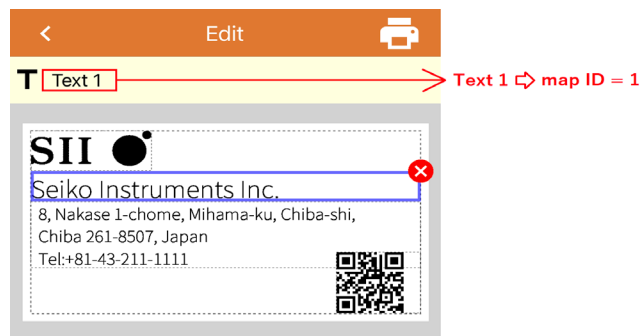 Edit
T Text 1
Text 1 ⇨ map ID = 1
SII
Seiko Instruments Inc.
8, Nakase 1-chome, Mihama-ku, Chiba-shi,
Chiba 261-8507, Japan
Tel:+81-43-211-1111